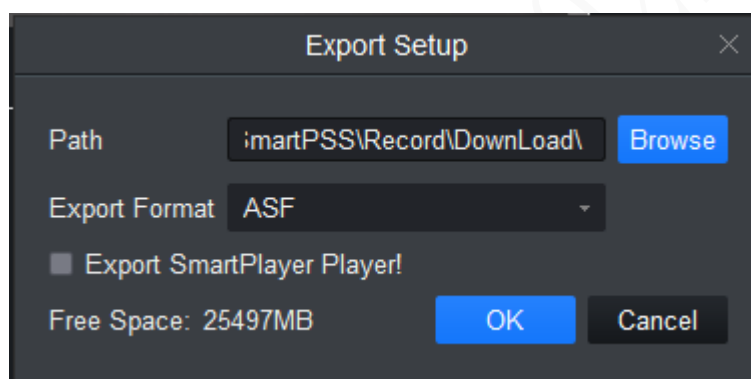 Export Setup
Path martPSS\Record\DownLoad\ Browse
Export Format ASF
Export SmartPlayer Player!
Free Space: 25497MB OK Cancel